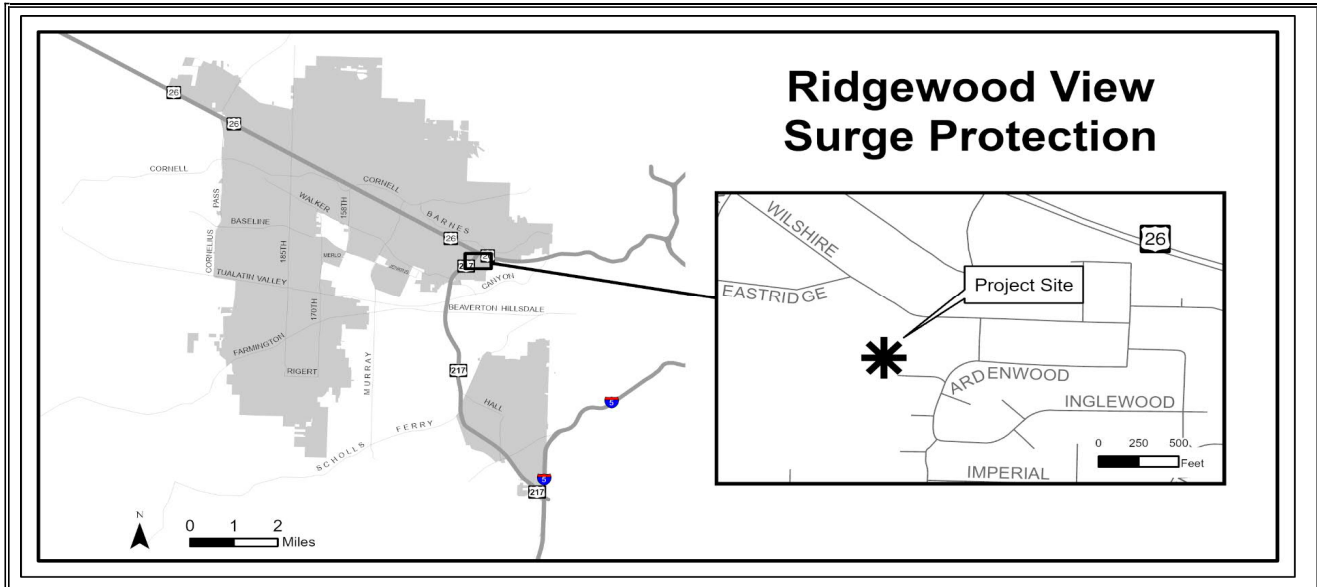 Ridgewood View
Surge Protection
26
26
CORNELL
CORNELL
PASS
WALKER
158TH
BARNES
BASELINE
26
26
217
CORNELIUS
185TH
MERLO
JENKINS
CANYON
TUALATIN VALLEY
BEAVERTON HILLSDALE
170TH
FARMINGTON
MURRAY
RIGERT
217
HALL
5
SCHOLLS FERRY
5
217
N
0 1 2
Miles
WILSHIRE
26
EASTRIDGE
Project Site
ARDENWOOD
INGLEWOOD
0 250 500
Feet
IMPERIAL